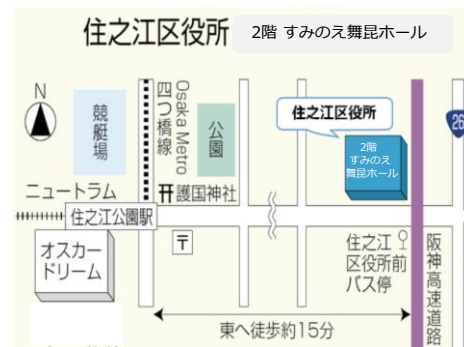 住之江区役所
2階 すみのえ舞昆ホール
N
競艇場
Osaka Metro
四つ橋線
公園
住之江区役所
26
2階
すみのえ
舞昆ホール
ニュートラム
护国神社
住之江公園駅
〒
オスカー
ドリーム
住之江
区役所前
バス停
阪神高速道路
東へ徒歩約15分